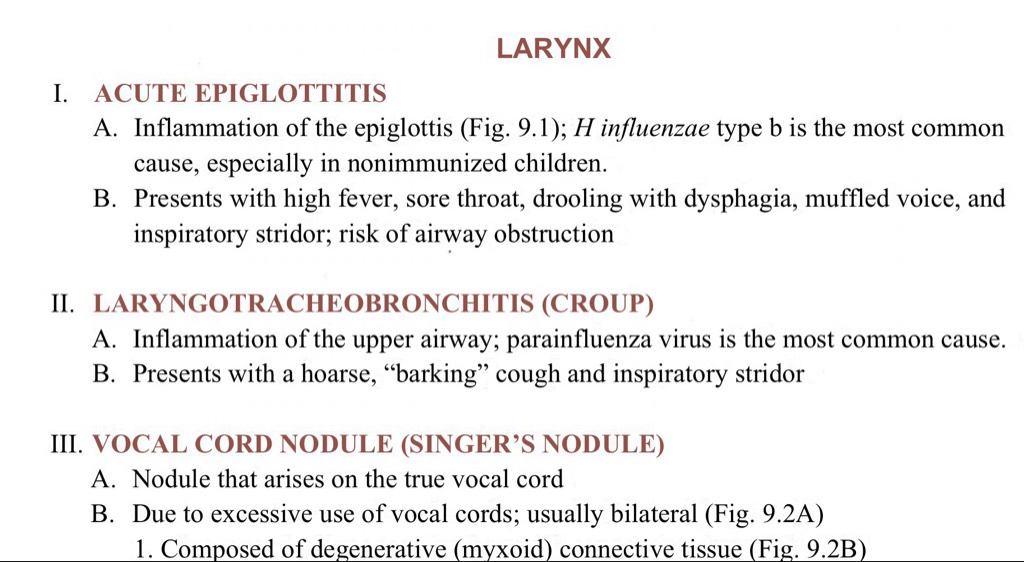 LARYNX
I. ACUTE EPIGLOTTITIS
A. Inflammation of the epiglottis (Fig. 9.1); H influenzae type b is the most common
cause, especially in nonimmunized children.
B. Presents with high fever, sore throat, drooling with dysphagia, muffled voice, and
inspiratory stridor; risk of airway obstruction
II. LARYNGOTRACHEOBRONCHITIS (CROUP)
A. Inflammation of the upper airway; parainfluenza virus is the most common cause.
B. Presents with a hoarse, “barking” cough and inspiratory stridor
III. VOCAL CORD NODULE (SINGER’S NODULE)
A. Nodule that arises on the true vocal cord
B. Due to excessive use of vocal cords; usually bilateral (Fig. 9.2A)
1. Composed of degenerative (myxoid) connective tissue (Fig. 9.2B)